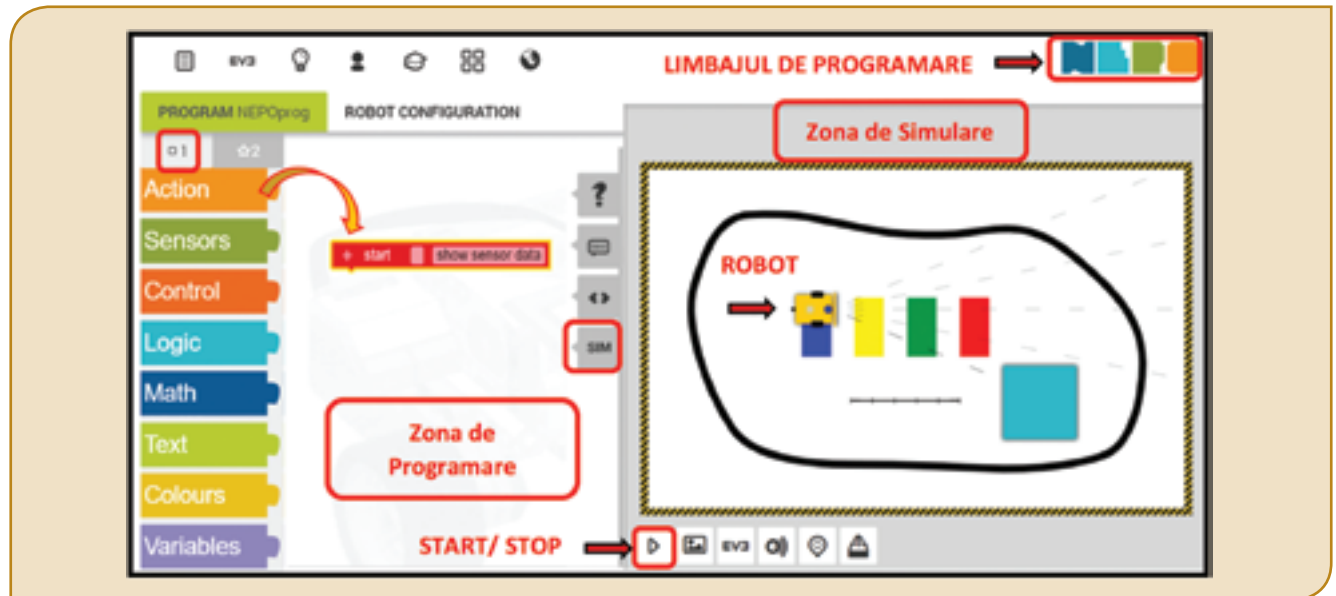 EV3
LIMBAJUL DE PROGRAMARE
PROGRAM NEPOprog
ROBOT CONFIGURATION
Zona de Simulare
1
2
Action
Sensors
Control
Logic
Math
Text
Colours
Variables
+ start show sensor data
?
SIM
Zona de
Programare
START/ STOP
ROBOT
EV3